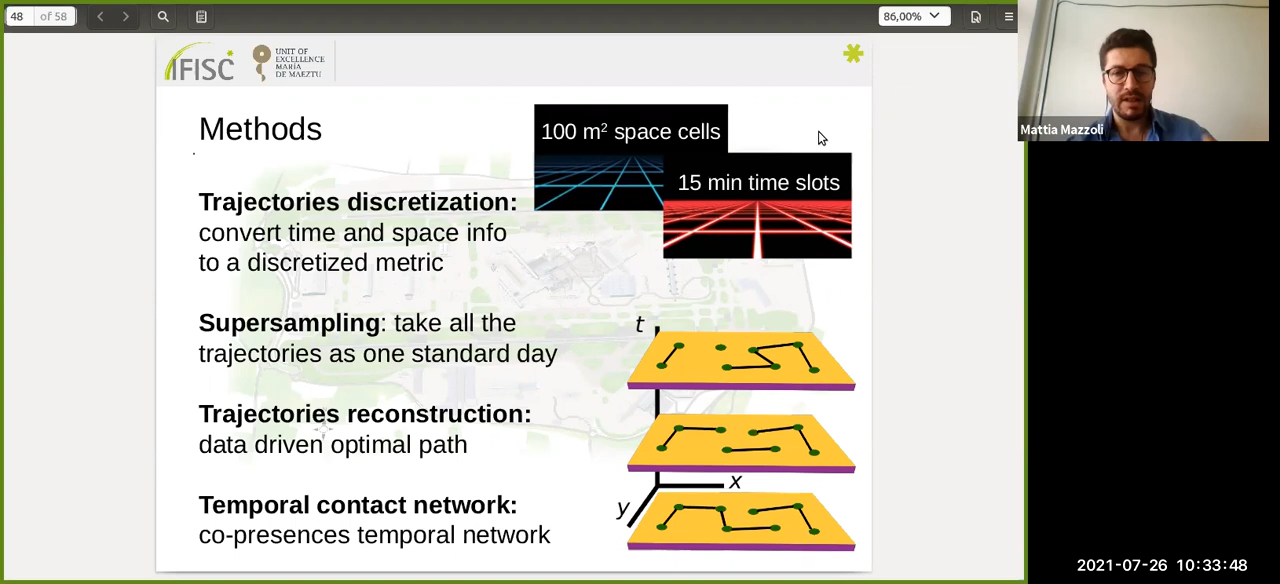 48 of 58
86,00%
IFISC
UNIT OF
EXCELLENCE
MARÍA
DE MAEZTU
Methods
100 m² space cells
15 min time slots
Trajectories discretization:
convert time and space info
to a discretized metric
Supersampling: take all the
trajectories as one standard day
Trajectories reconstruction:
data driven optimal path
Temporal contact network:
co-presences temporal network
t
x
y
Mattia Mazzoli
2021-07-26 10:33:48